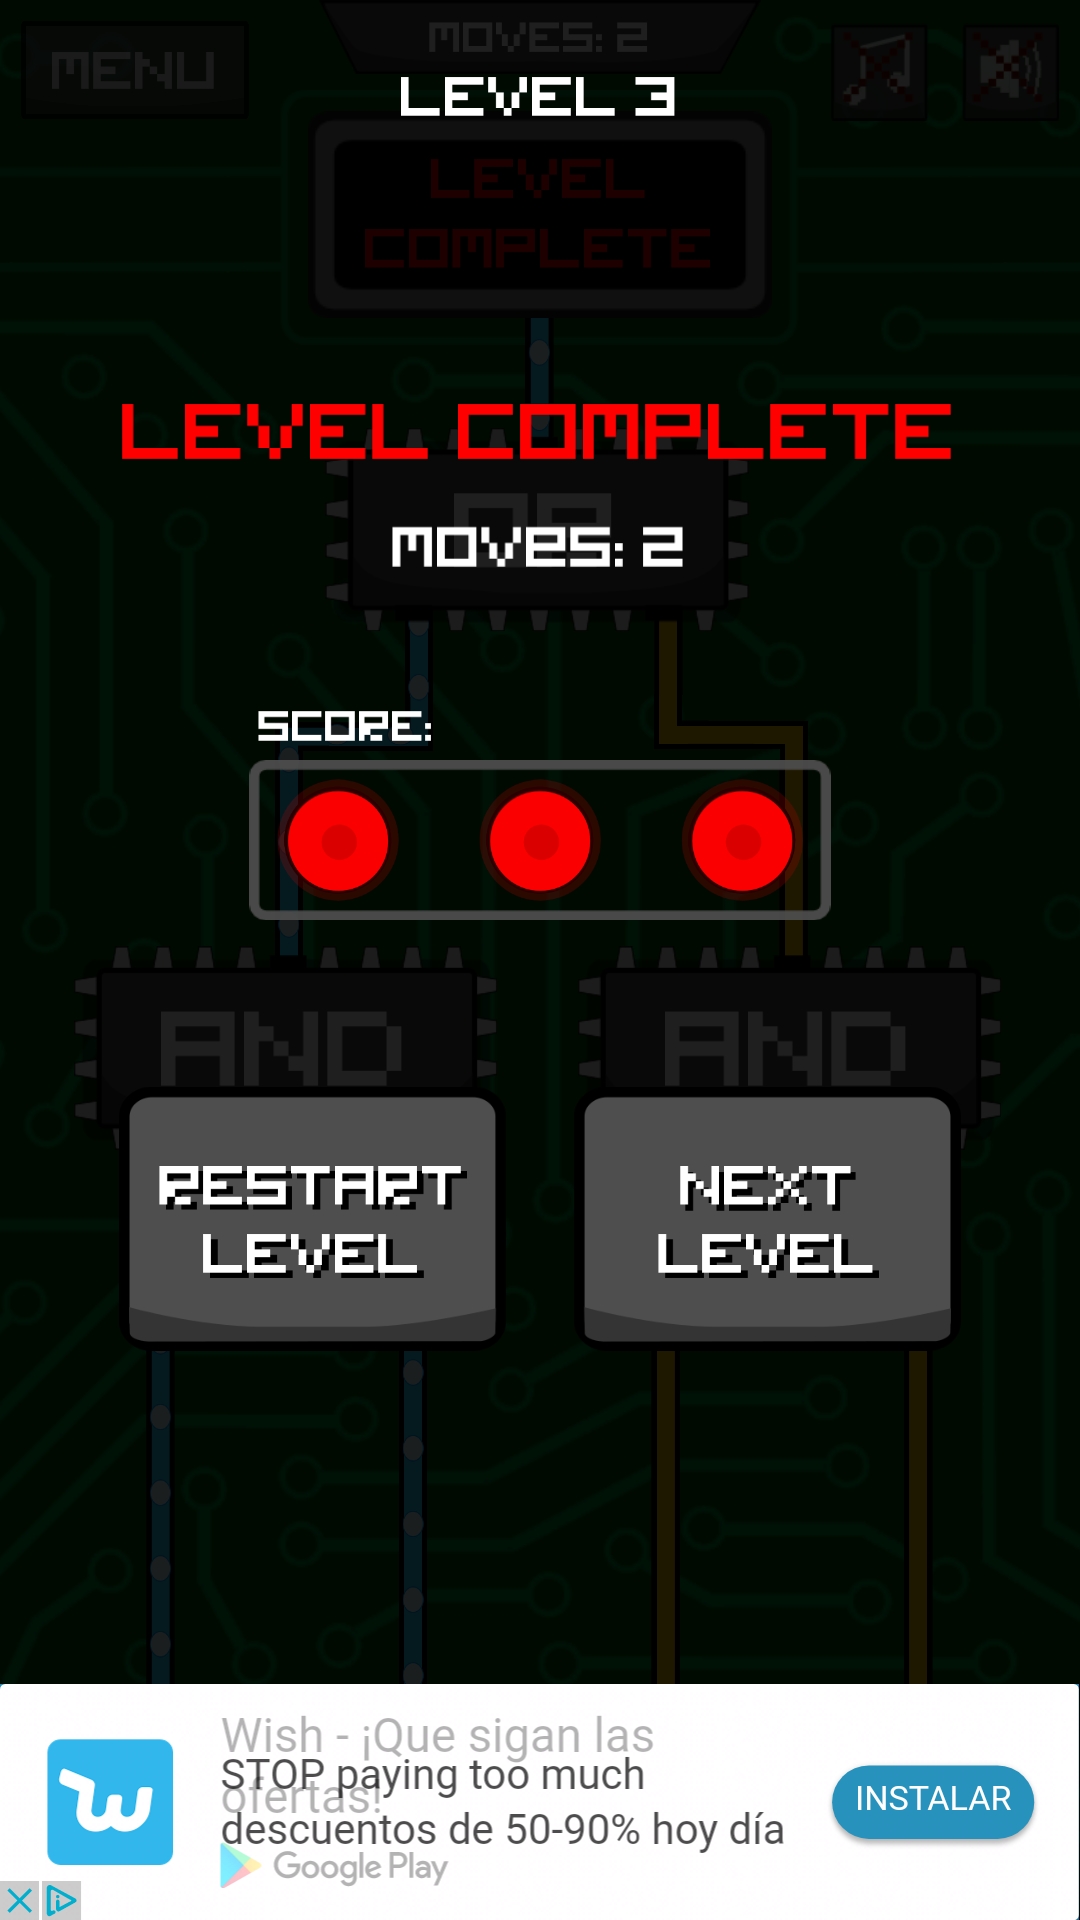 MOVES: 2
MENU
LEVEL 3
LEVEL
COMPLETE
LEVEL COMPLETE
OR
MOVES: 2
SCORE:
AND AND
RESTART
LEVEL
NEXT
LEVEL
Wish - ¡Que sigan las
ofertas!
STOP paying too much
descuentos de 50-90% hoy día
Google Play
INSTALAR